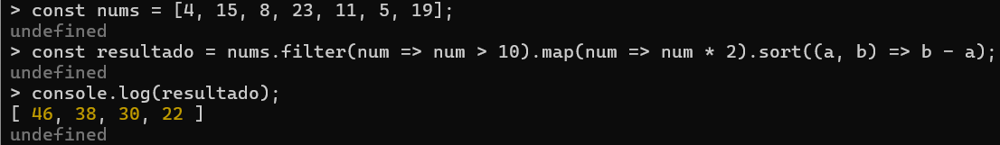 > const nums = [4, 15, 8, 23, 11, 5, 19];
undefined
> const resultado = nums.filter(num => num > 10).map(num => num * 2).sort((a, b) => b - a);
undefined
> console.log(resultado);
[ 46, 38, 30, 22 ]
undefined